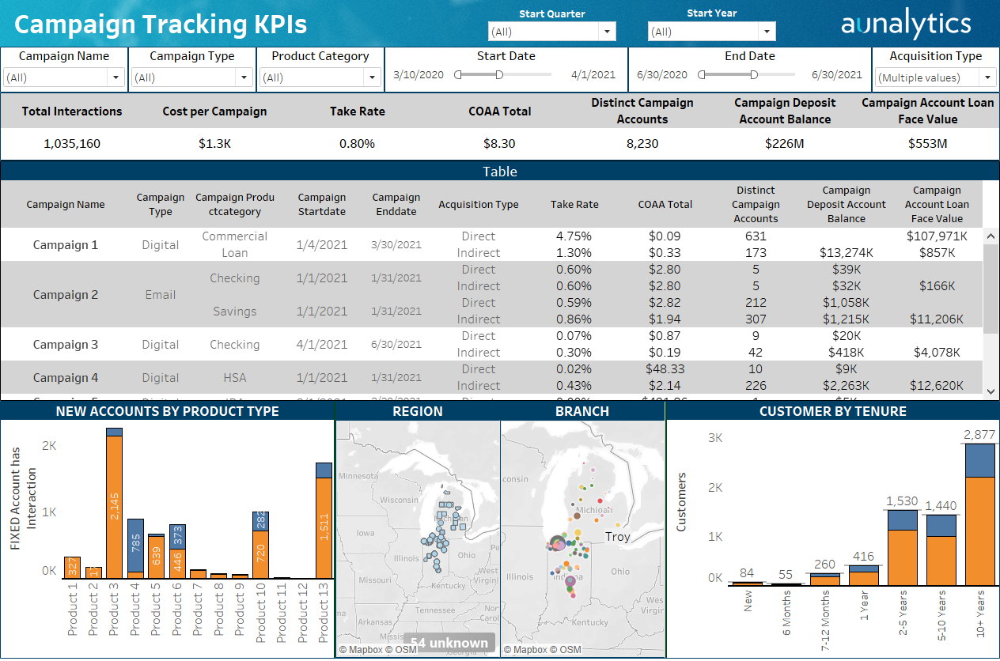 Campaign Tracking KPIs
Start Quarter
(All)
Start Year
(All)
aunalytics
Campaign Name
(All)
Campaign Type
(All)
Product Category
(All)
Start Date
3/10/2020 4/1/2021
End Date
6/30/2020 6/30/2021
Acquisition Type
(Multiple values)
Total Interactions
Cost per Campaign
Take Rate
COAA Total
Distinct Campaign
Accounts
Campaign Deposit
Account Balance
Campaign Account Loan
Face Value
1,035,160 $1.3K 0.80% $8.30 8,230 $226M $553M
Table
Campaign Name
Campaign
Type
Campaign Produ
ctcategory
Campaign
Startdate
Campaign
Enddate
Acquisition Type
Take Rate
COAA Total
Distinct
Campaign
Accounts
Campaign
Deposit Account
Balance
Campaign
Account Loan
Face Value
Campaign 1
Digital
Commercial
Loan
1/4/2021
3/30/2021
Direct 4.75% $0.09 631 $107,971K
Indirect 1.30% $0.33 173 $13,274K $857K
Campaign 2
Email
Checking
1/1/2021
1/31/2021
Direct 0.60% $2.80 5 $39K
Indirect 0.60% $2.80 5 $32K $166K
Savings
1/1/2021
1/31/2021
Direct 0.59% $2.82 212 $1,058K
Indirect 0.86% $1.94 307 $1,215K $11,206K
Campaign 3
Digital
Checking
4/1/2021
6/30/2021
Direct 0.07% $0.87 9 $20K
Indirect 0.30% $0.19 42 $418K $4,078K
Campaign 4
Digital
HSA
1/1/2021
1/31/2021
Direct 0.02% $48.33 10 $9K
Indirect 0.43% $2.14 226 $2,263K $12,620K
NEW ACCOUNTS BY PRODUCT TYPE
FIXED Account has
Interaction
2K
1K
0K
327
2,145
785
639
373
446
282
720
1,511
Product 1
Product 2
Product 3
Product 4
Product 5
Product 6
Product 7
Product 8
Product 9
Product 10
Product 11
Product 12
Product 13
REGION
Minnesota
Wisconsin
Michigan
Iowa
Illinois
Ohio
Missouri
West
Virgini
Kentucky
Tennessee
Nor
Carol
Arkansas
Missis
Georgia
54 unknown
© Mapbox © OSM
BRANCH
consin
Michigan
Troy
Illinois
Indiana
Ohio
Wes
Virgir
Kentucky
© Mapbox © OSM
CUSTOMER BY TENURE
Customers
3K
2K
1K
0K
84
55
260
416
1,530
1,440
2,877
New
6 Months
7-12 Months
1 Year
2-5 Years
5-10 Years
10+ Years